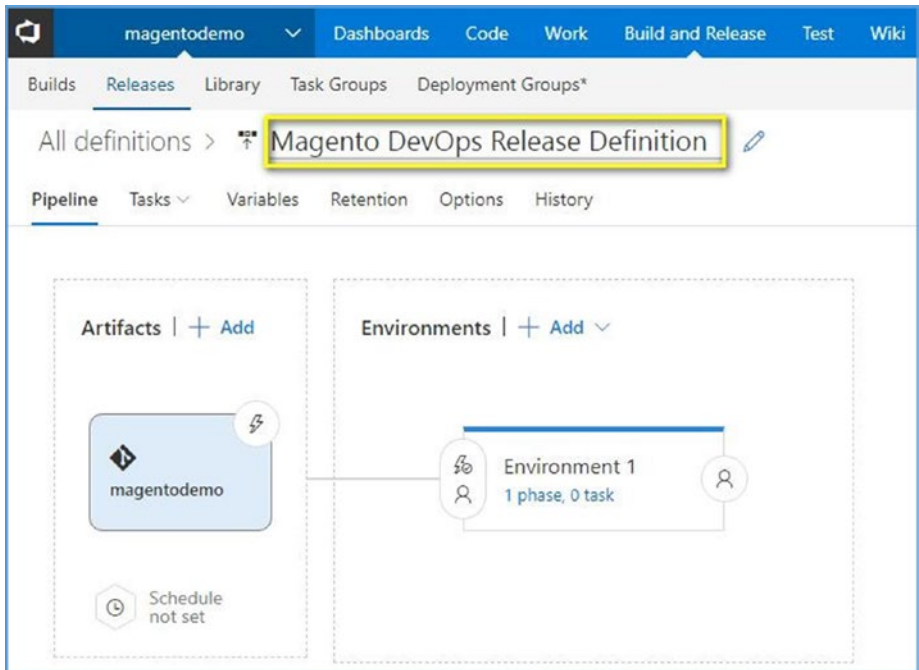 magentodemo Dashboards Code Work Build and Release Test Wiki
Builds Releases Library Task Groups Deployment Groups*
All definitions > Magento DevOps Release Definition
Pipeline Tasks Variables Retention Options History
Artifacts | + Add
Environments | + Add
magentodemo
Environment 1
1 phase, 0 task
Schedule
not set